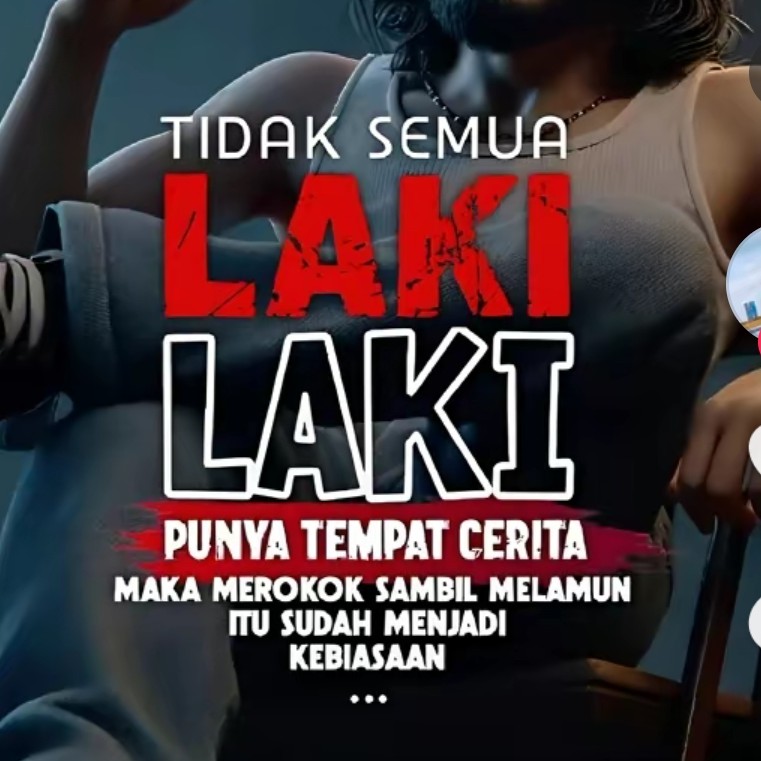 TIDAK SEMUA
LAKI
LAKI
PUNYA TEMPAT CERITA
MAKA MEROKOK SAMBIL MELAMUN
ITU SUDAH MENJADI
KEBIASAAN
...